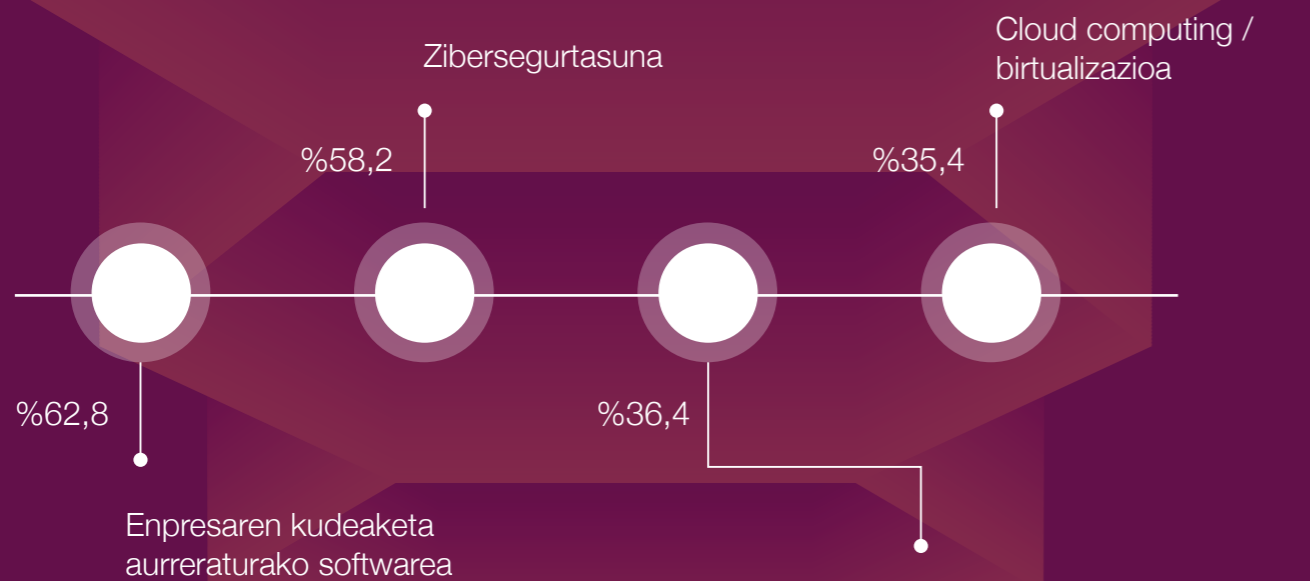 Cloud computing /
birtualizazioa
Zibersegurtasuna
%58,2
%35,4
%62,8
%36,4
Enpresaren kudeaketa
aurreraturako softwarea